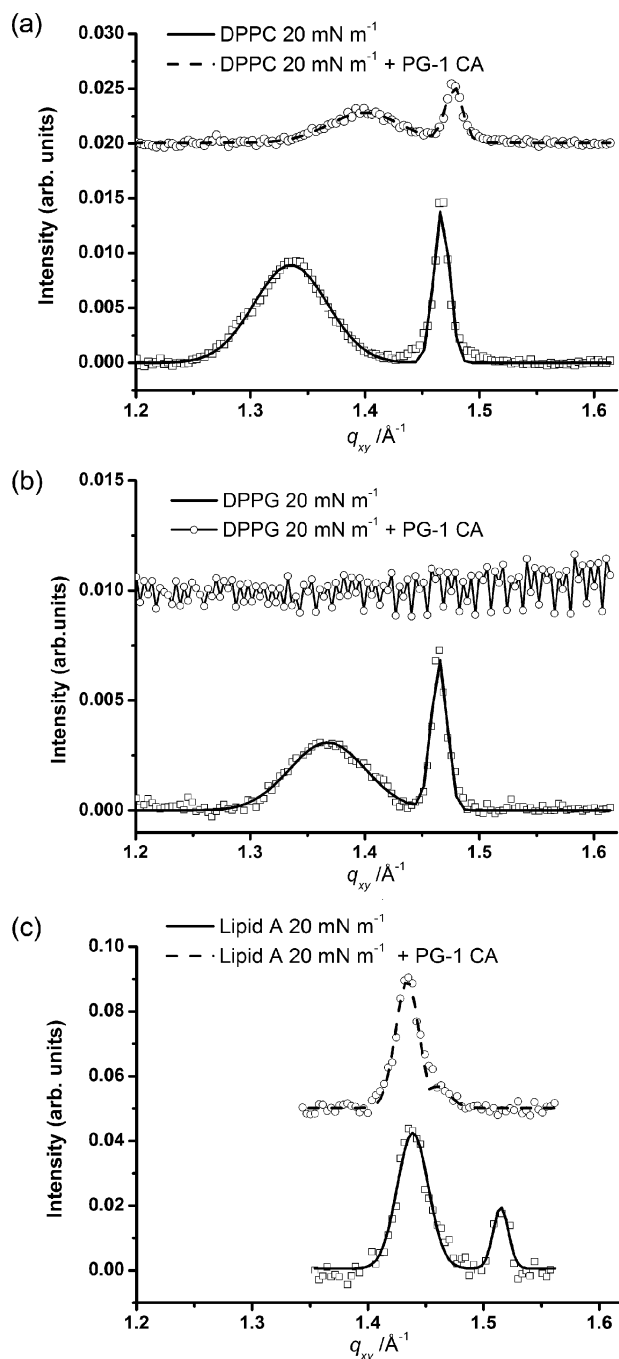 (a)
DPPC 20 mN m⁻¹
DPPC 20 mN m⁻¹ + PG-1 CA
Intensity (arb. units)
0.030
0.025
0.020
0.015
0.010
0.005
0.000
1.2 1.3 1.4 1.5 1.6
q_xy /Å⁻¹
(b)
DPPG 20 mN m⁻¹
DPPG 20 mN m⁻¹ + PG-1 CA
Intensity (arb.units)
0.015
0.010
0.005
0.000
1.2 1.3 1.4 1.5 1.6
q_xy /Å⁻¹
(c)
Lipid A 20 mN m⁻¹
Lipid A 20 mN m⁻¹ + PG-1 CA
Intensity (arb. units)
0.10
0.08
0.06
0.04
0.02
0.00
1.2 1.3 1.4 1.5 1.6
q_xy /Å⁻¹